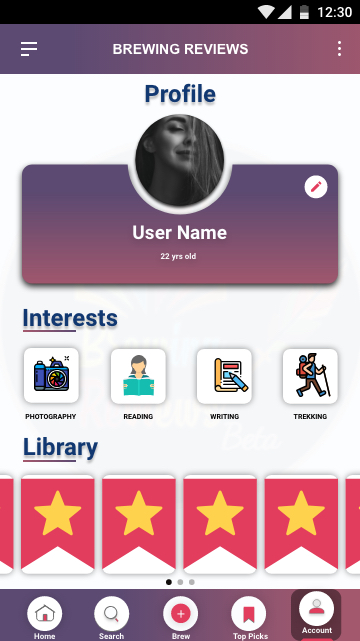 12:30
BREWING REVIEWS
Profile
User Name
22 yrs old
Interests
PHOTOGRAPHY
READING
WRITING
TREKKING
Library
Home
Search
Brew
Top Picks
Account